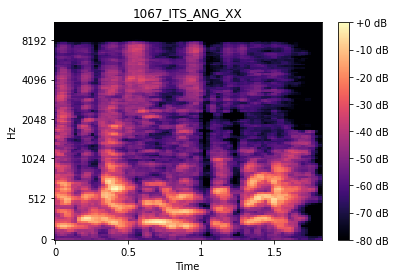 1067_ITS_ANG_XX
8192
4096
2048
1024
512
0
Hz
0
0.5
1
1.5
Time
+0 dB
-10 dB
-20 dB
-30 dB
-40 dB
-50 dB
-60 dB
-70 dB
-80 dB